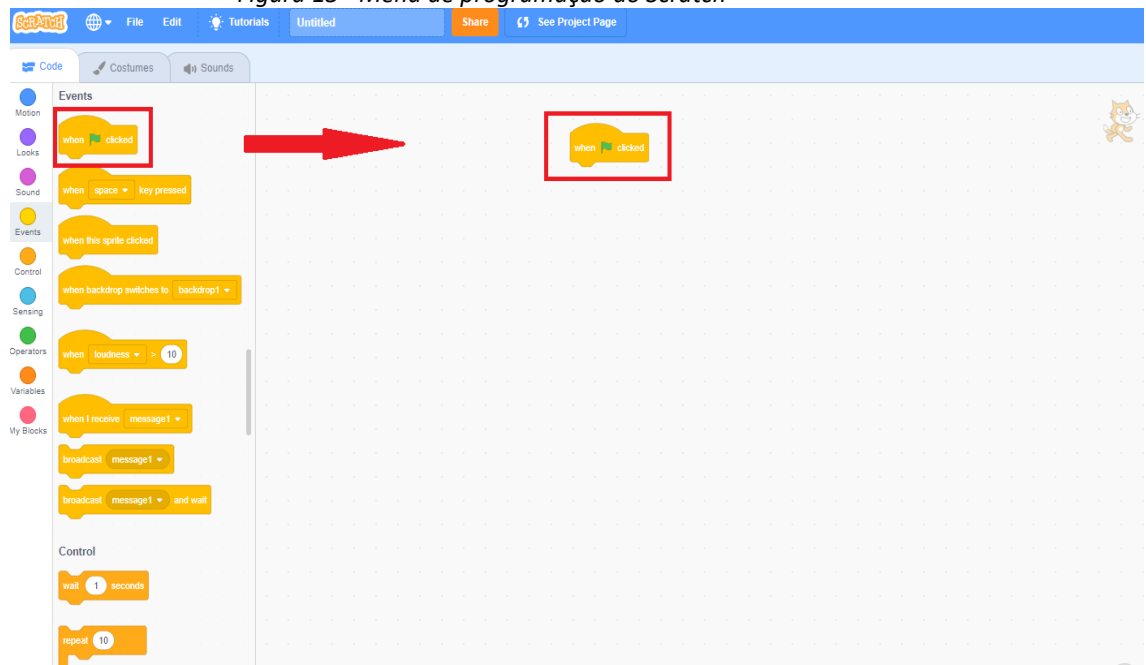 Figura 15 - Menu de programação do Scratch
SCRATCH File Edit Tutorials Untitled Share See Project Page
Code Costumes Sounds
Motion
Looks
Sound
Events
Control
Sensing
Operators
Variables
My Blocks
Events
when clicked
when space key pressed
when this sprite clicked
when backdrop switches to backdrop1
when loudness > 10
when I receive message1
broadcast message1
broadcast message1 and wait
Control
wait 1 seconds
repeat 10
when clicked